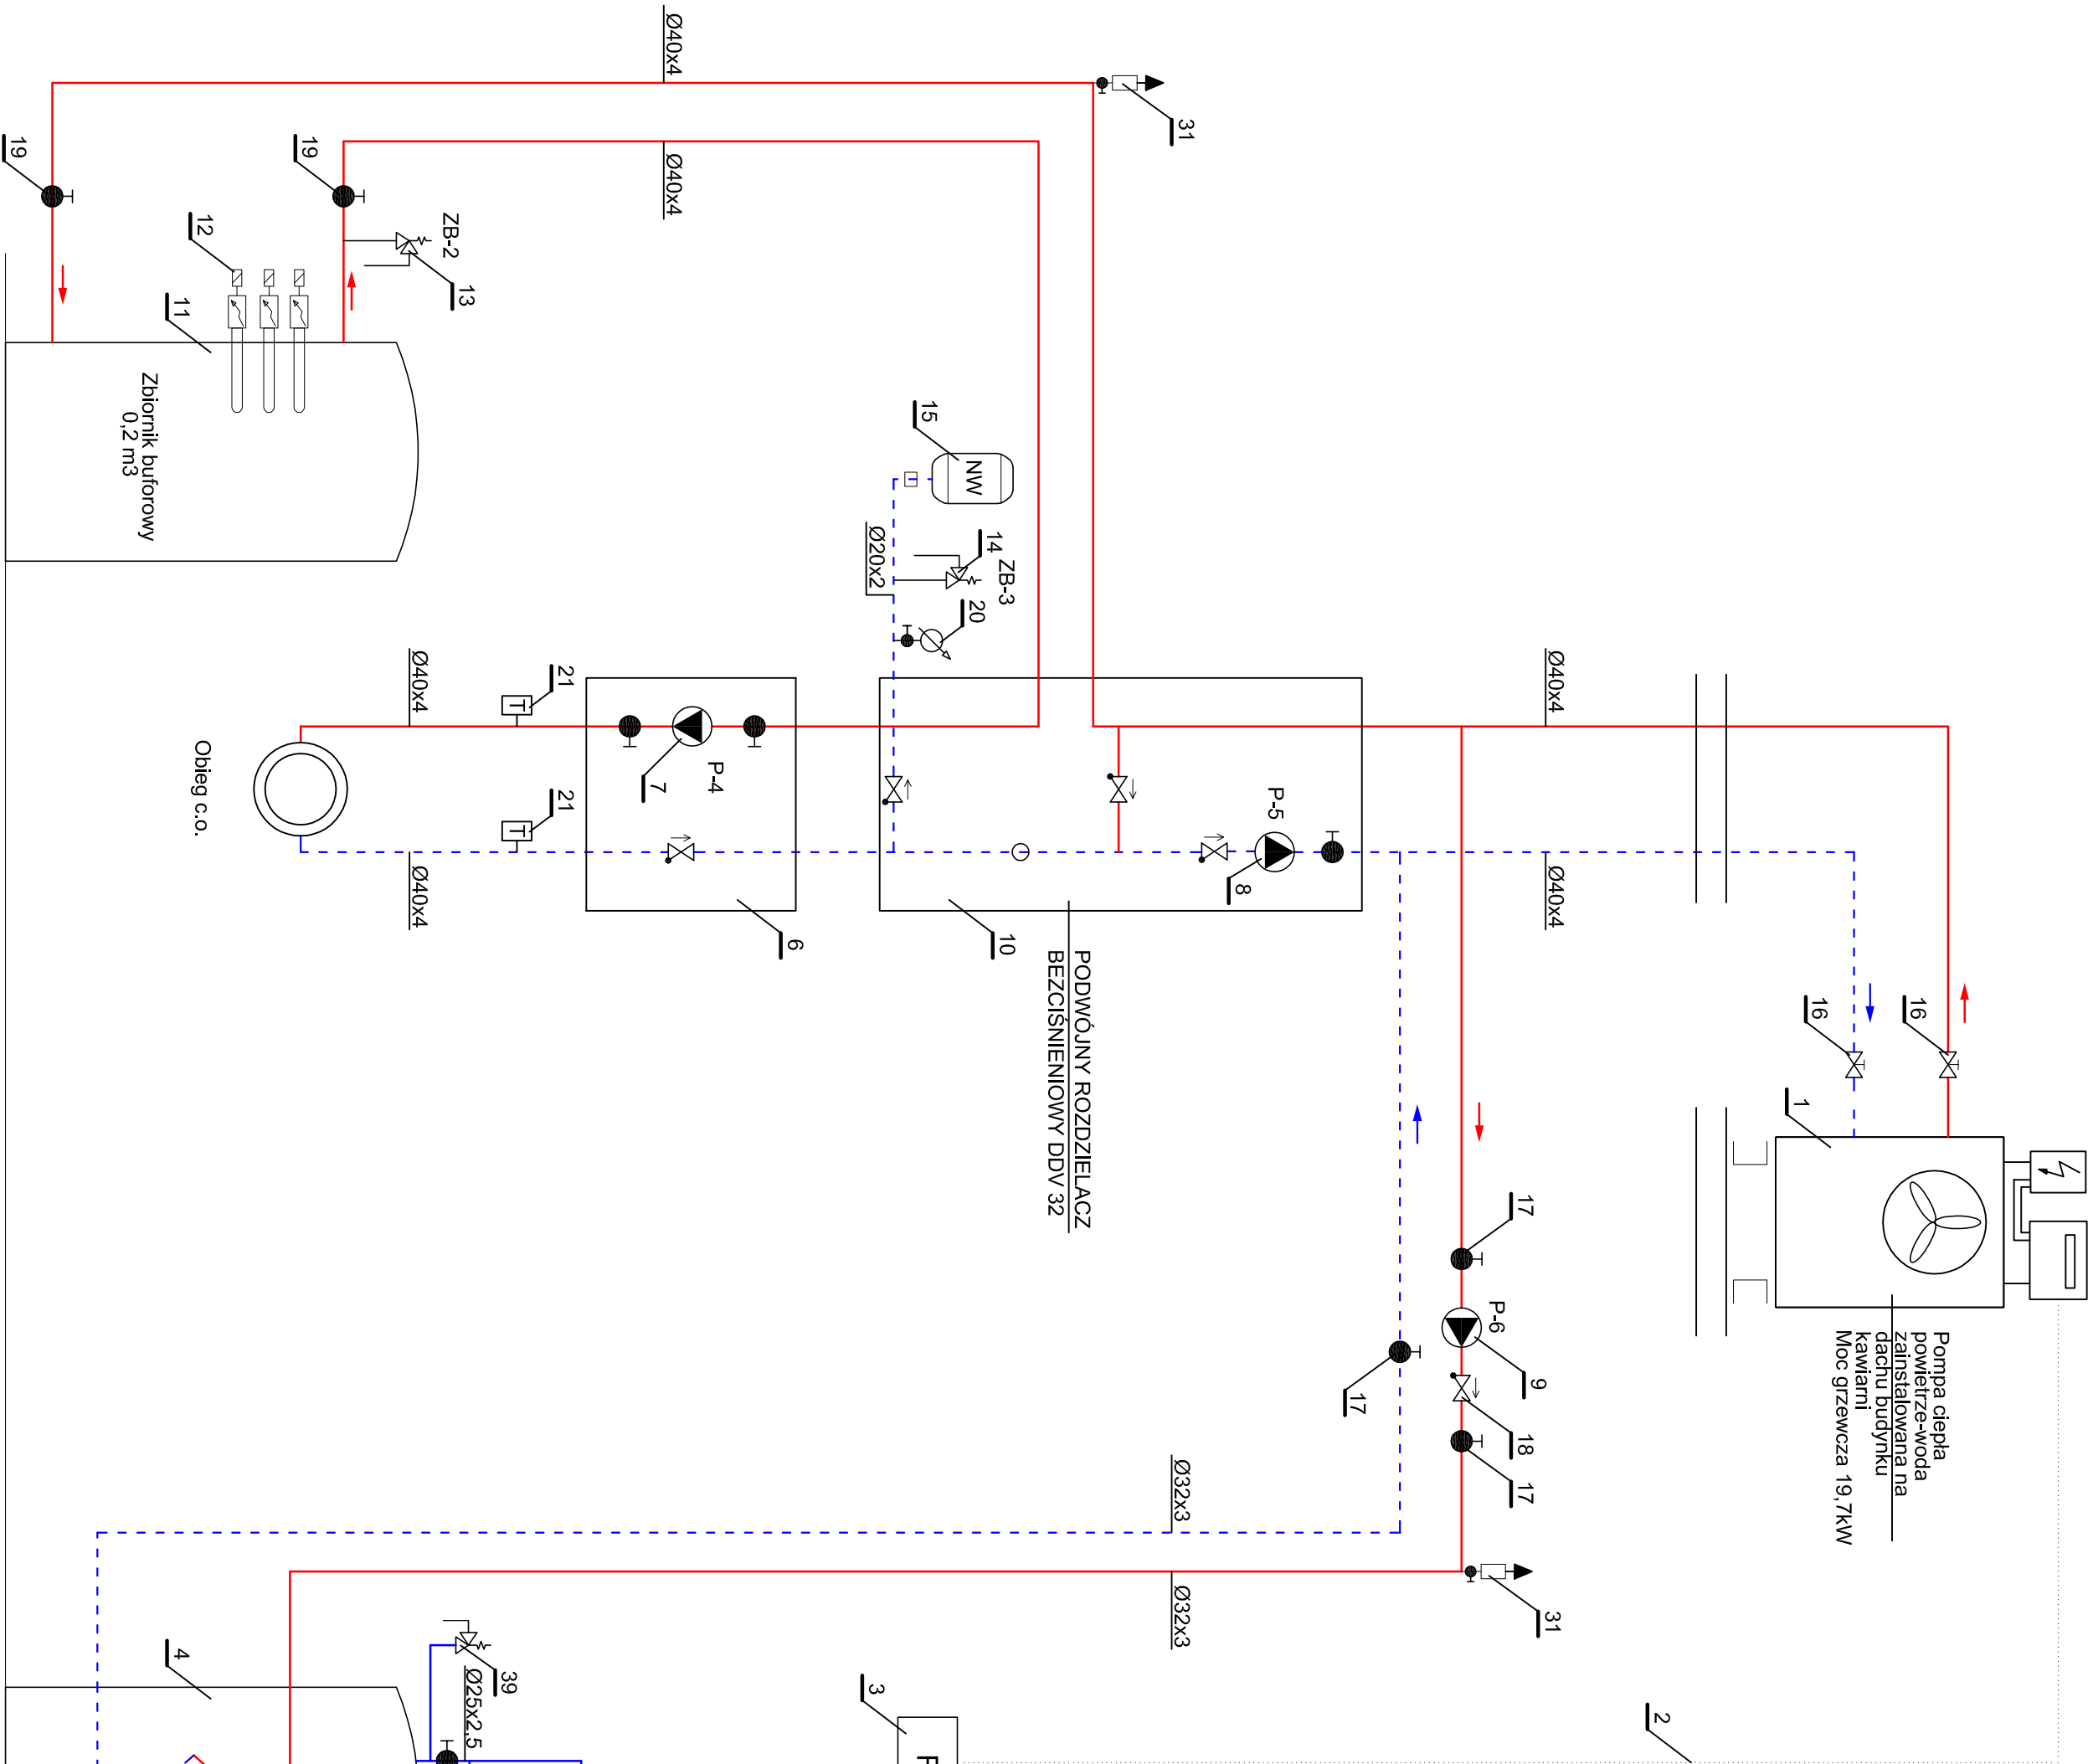 Pompa ciepła
powietrze-woda
zainstalowana na
dachu budynku
kawiarni
Moc grzewcza 19,7kW
16
16
1
2
Ø40x4
Ø40x4
31
9
17
18
17
P-6
17
P-5
8
31
Ø32x3
Ø32x3
PODWÓJNY ROZDZIELACZ
BEZCIŚNIENIOWY DDV 32
ZB-3
10
14
20
NW
15
Ø20x2
3
6
P-4
7
Ø40x4
Ø40x4
21
21
T
T
39
Ø25x2,5
13
ZB-2
Ø40x4
Ø40x4
19
12
Obieg c.o.
11
4
Zbiornik buforowy
0,2 m3
19